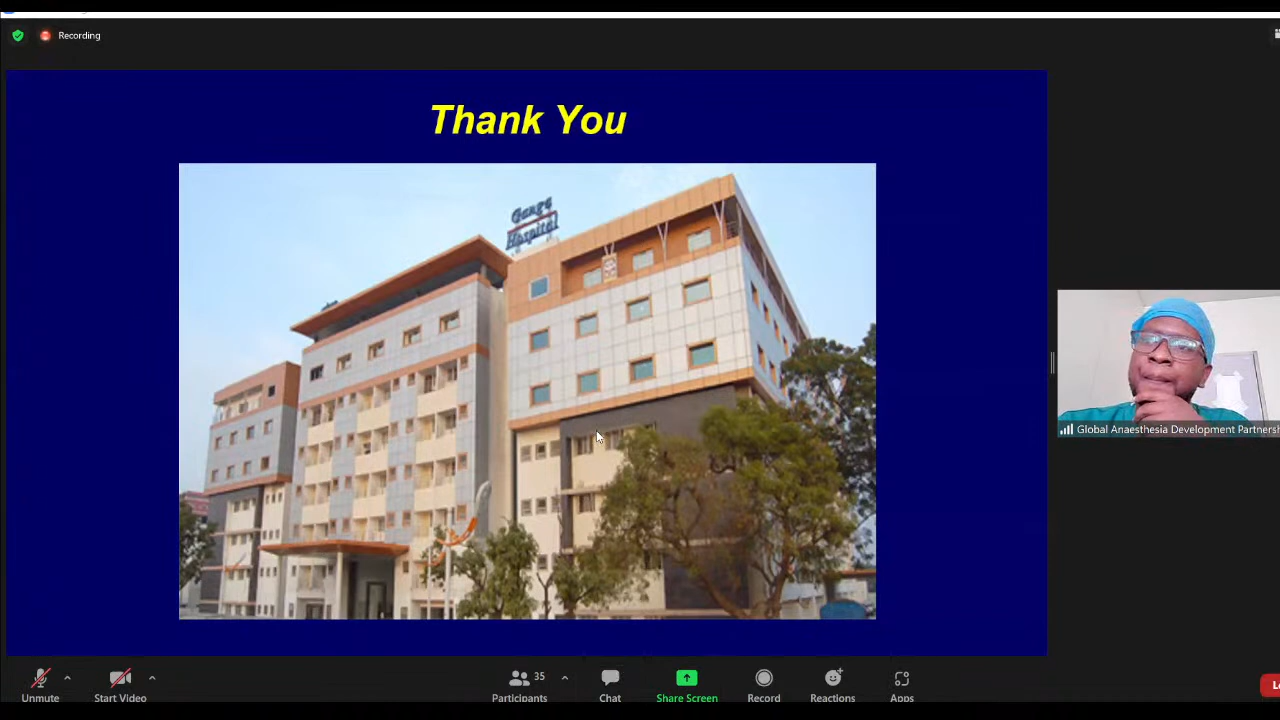 Recording
Thank You
Ganga
Hospital
Global Anaesthesia Development Partnersh
Unmute
Start Video
35
Participants
Chat
Share Screen
Record
Reactions
Apps